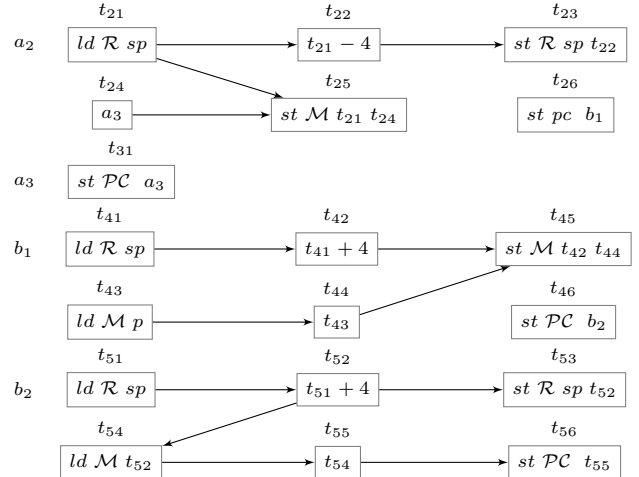 t21 t22 t23
a2 ld R sp t21 − 4 st R sp t22
t24 t25 t26
a3 st M t21 t24 st pc b1
t31
a3 st PC a3
t41 t42 t45
b1 ld R sp t41 + 4 st M t42 t44
t43 t44 t46
ld M p t43 st PC b2
t51 t52 t53
b2 ld R sp t51 + 4 st R sp t52
t54 t55 t56
ld M t52 t54 st PC t55